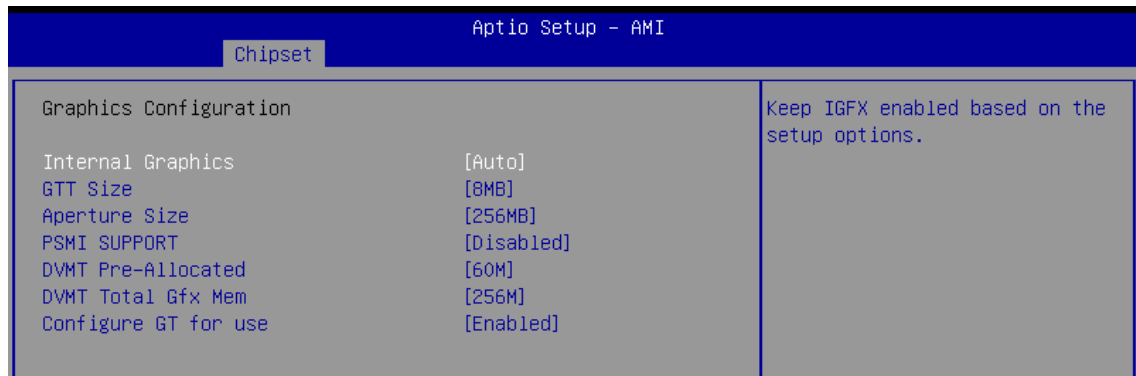 Aptio Setup – AMI
Chipset
Graphics Configuration
Internal Graphics [Auto]
GTT Size [8MB]
Aperture Size [256MB]
PSMI SUPPORT [Disabled]
DVMT Pre-Allocated [60M]
DVMT Total Gfx Mem [256M]
Configure GT for use [Enabled]
Keep IGFX enabled based on the
setup options.